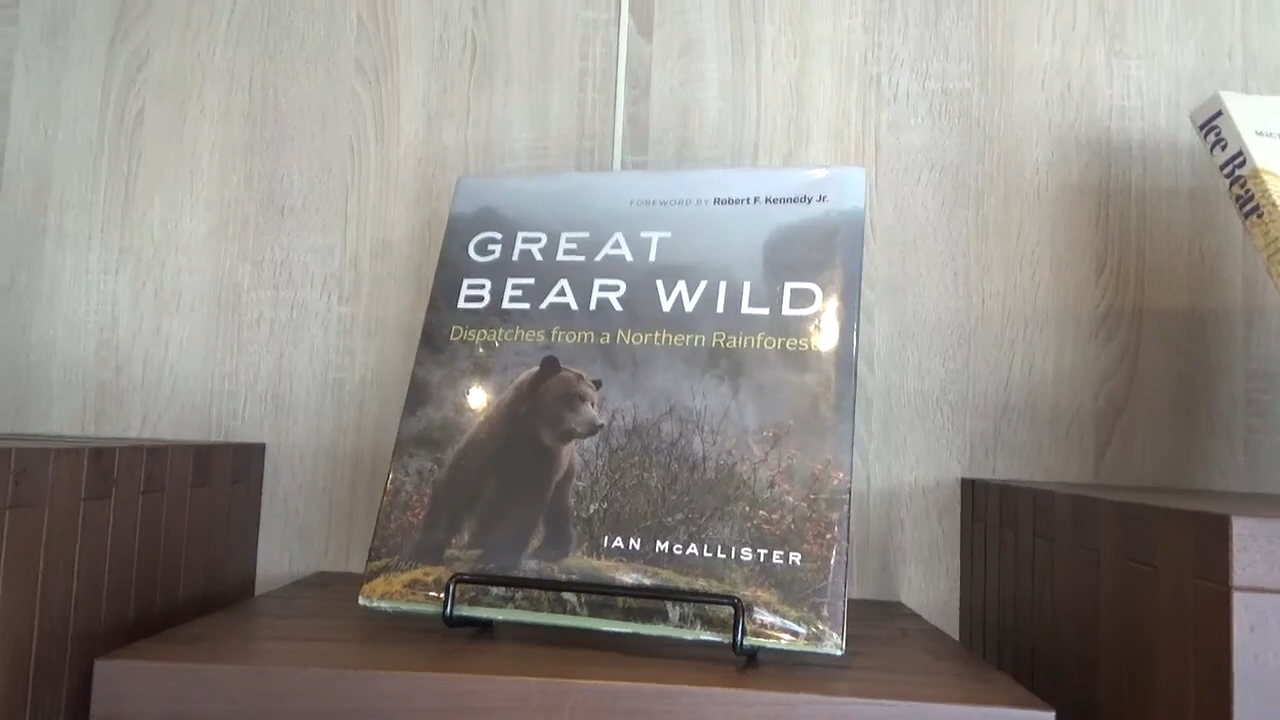 FOREWORD BY Robert F. Kennedy Jr.
GREAT
BEAR WILD
Dispatches from a Northern Rainforest
IAN McALLISTER
Ice Bear